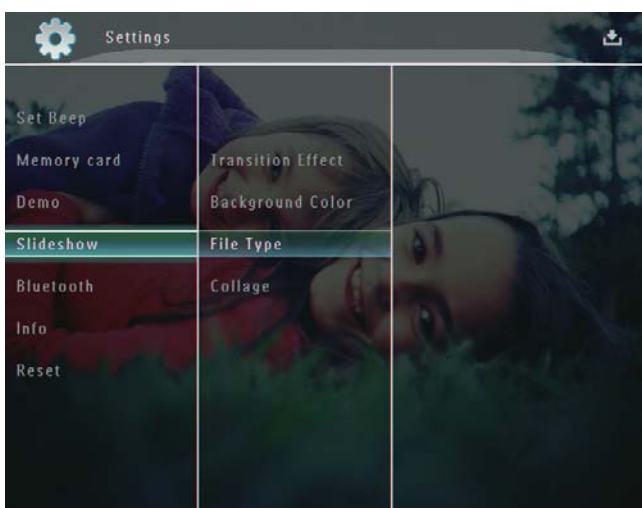 Settings
Set Beep
Memory card
Demo
Slideshow
Bluetooth
Info
Reset
Transition Effect
Background Color
File Type
Collage